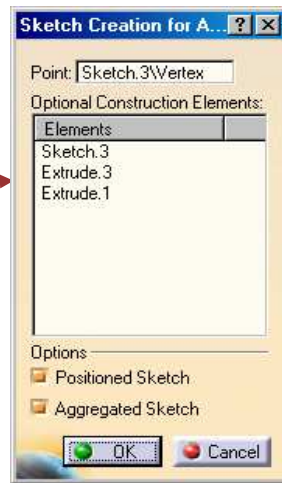 Sketch Creation for A...
Point: Sketch.3\Vertex
Optional Construction Elements:
Elements
Sketch.3
Extrude.3
Extrude.1
Options
Positioned Sketch
Aggregated Sketch
OK Cancel